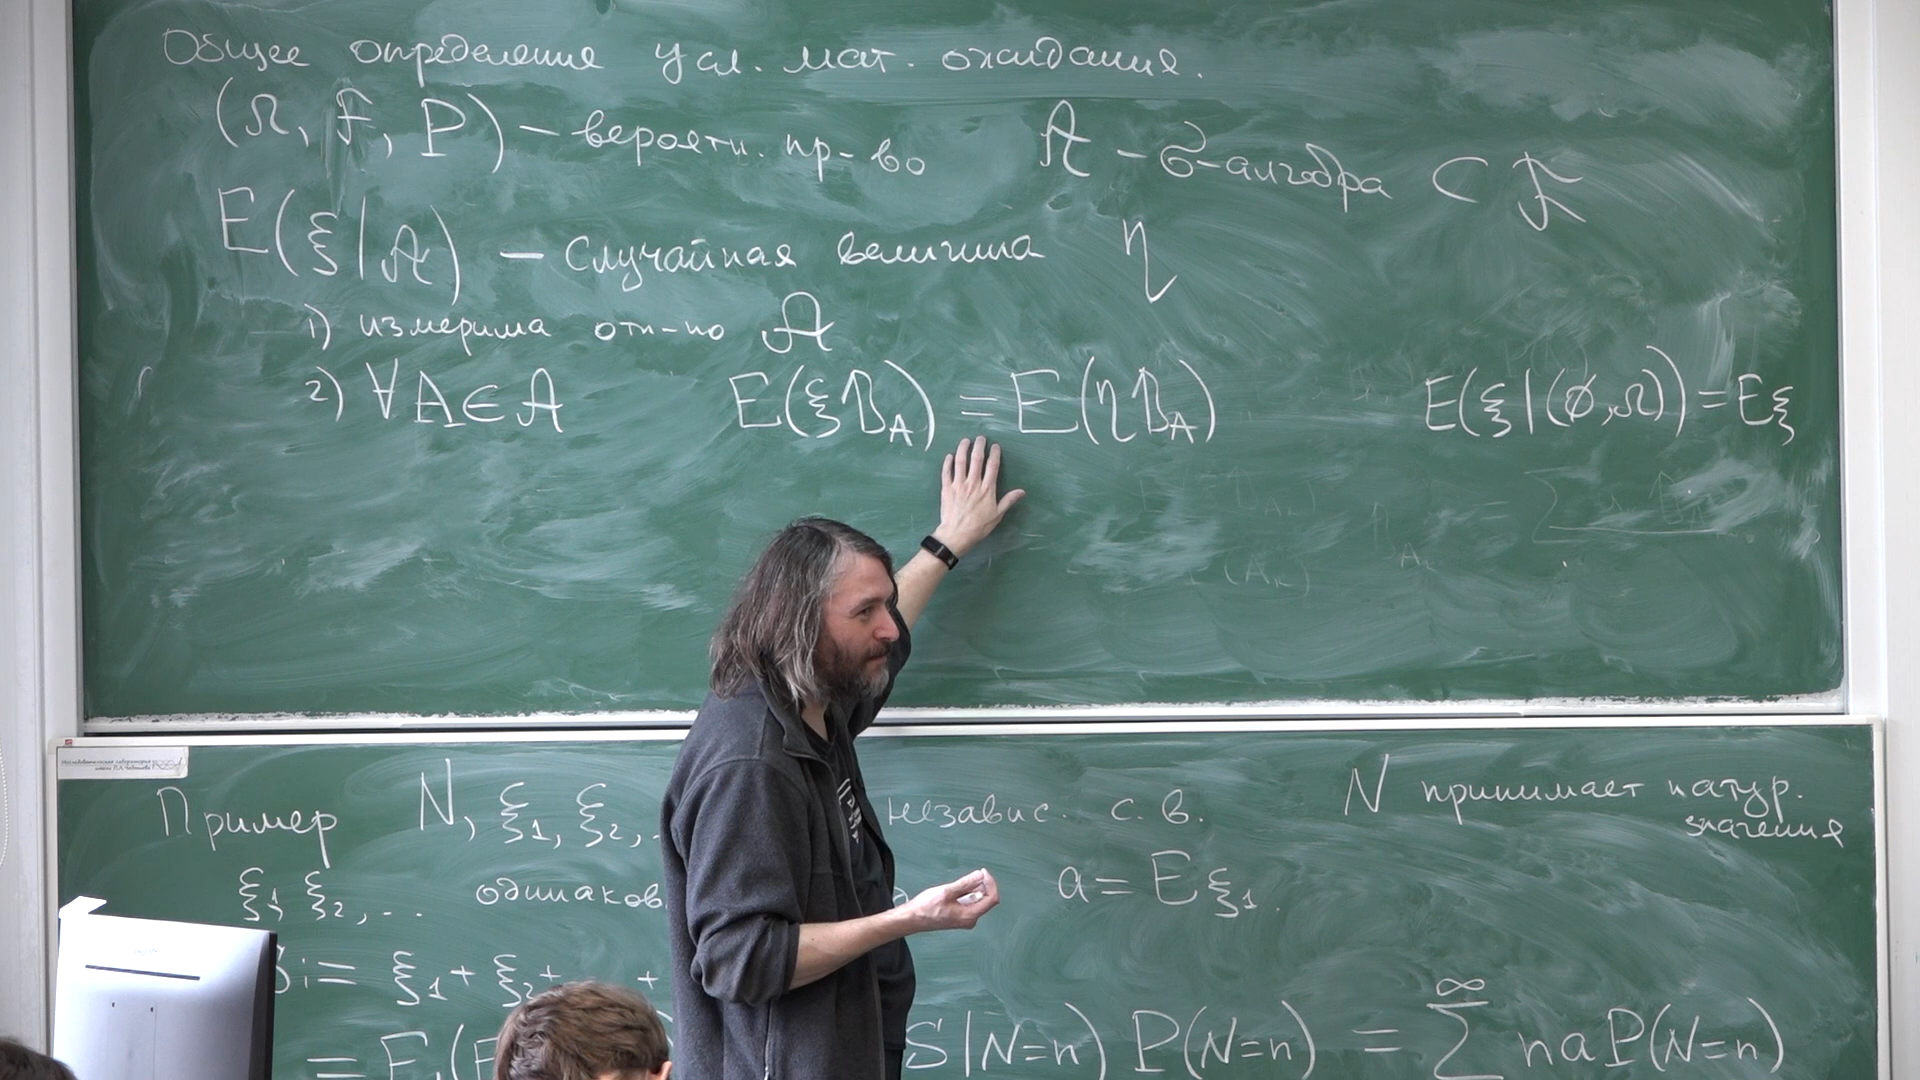 Общее определение усл. мат. ожидания.
(Ω, F, P) – вероятн. пр-во A – σ-алгебра ⊂ F
E(ξ|A) – случайная величина η
1) измерима отн-но A
2) ∀A∈A E(ξ𝟙_A) = E(η𝟙_A) E(ξ|(∅,Ω))=Eξ
Пример N, ξ₁, ξ₂, независ. с.в. N принимает натур. значения
ξ₁, ξ₂, ... одинаков a = Eξ₁.
S := ξ₁ + ξ₂ + +
= E(E S|N=n) P(N=n) = ∑^∞ n a P(N=n)